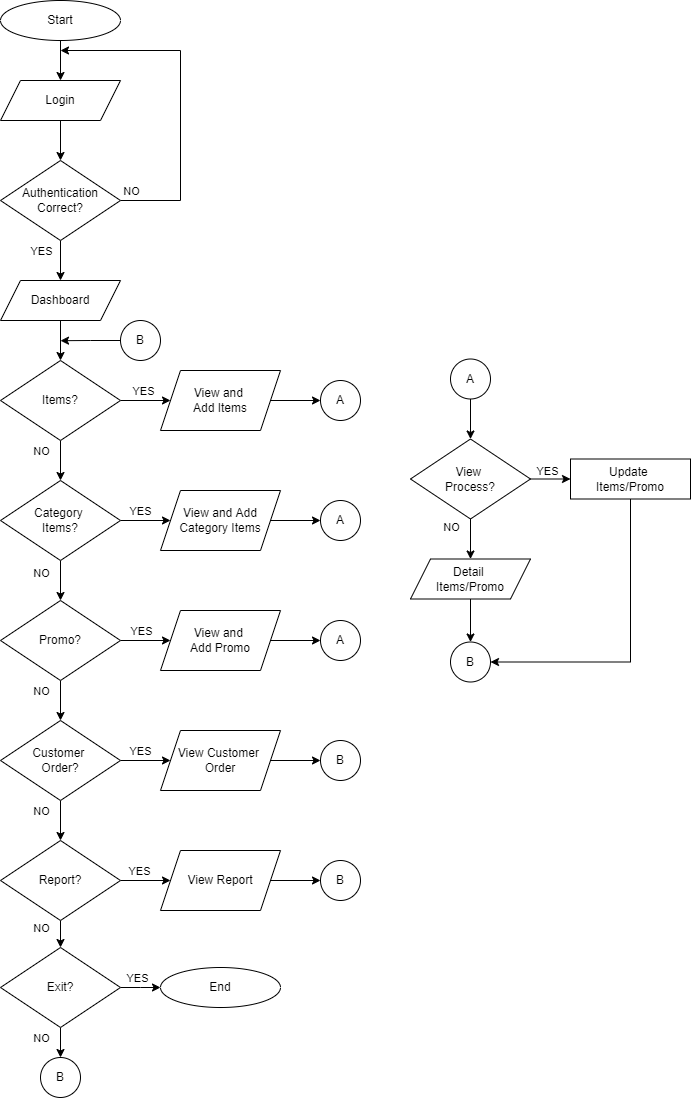 Start
Login
Authentication
Correct?
NO
YES
Dashboard
B
Items?
YES
View and
Add Items
A
NO
Category
Items?
YES
View and Add
Category Items
A
NO
Promo?
YES
View and
Add Promo
A
NO
Customer
Order?
YES
View Customer
Order
B
NO
Report?
YES
View Report
B
NO
Exit?
YES
End
NO
B
A
View
Process?
YES
Update
Items/Promo
NO
Detail
Items/Promo
B